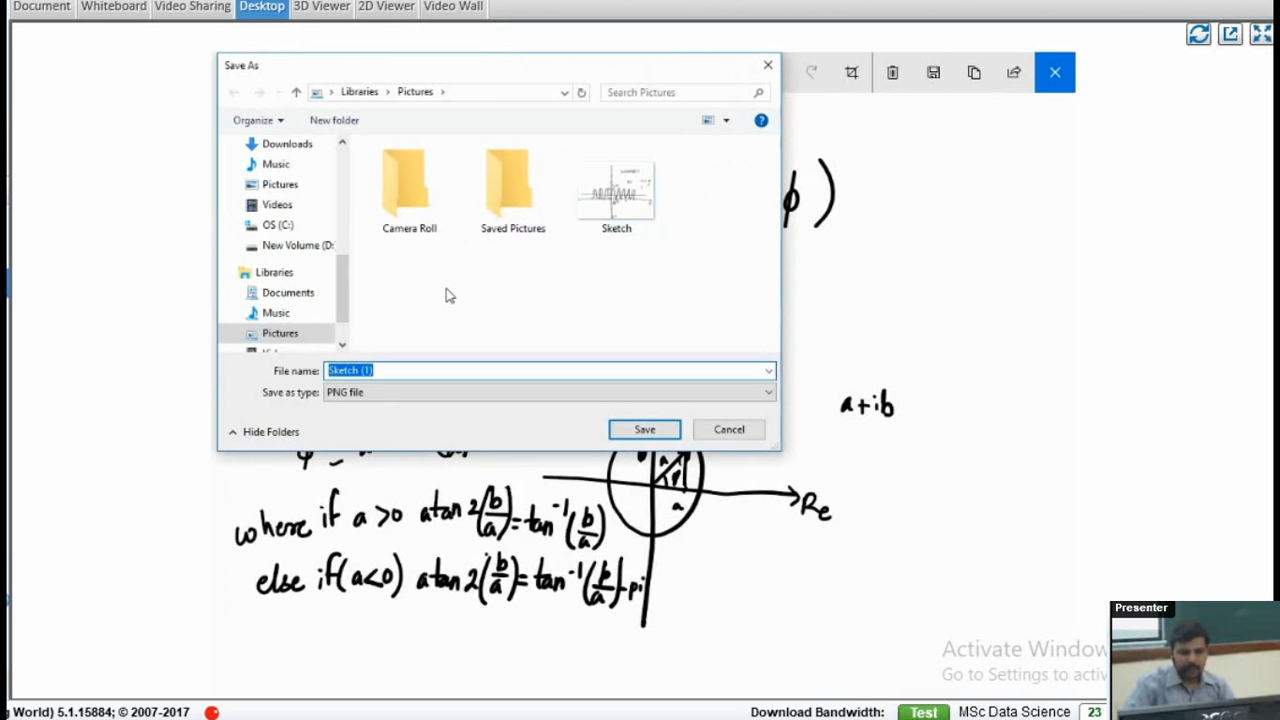 Document Whiteboard Video Sharing Desktop 3D Viewer 2D Viewer Video Wall
Save As
Libraries Pictures
Search Pictures
Organize New folder
Downloads
Music
Pictures
Videos
OS (C:)
New Volume (D:
Libraries
Documents
Music
Pictures
Camera Roll Saved Pictures Sketch
File name: Sketch (1)
Save as type: PNG file
Hide Folders
Save Cancel
ϕ )
a+ib
a
Re
where if a >0 atan2(b/a)=tan⁻¹(b/a)
else if(a<0) atan2(b/a)=tan⁻¹(b/a)-pi
Presenter
Activate Window
Go to Settings to activ
g World) 5.1.15884; © 2007-2017
Download Bandwidth: Test MSc Data Science 23